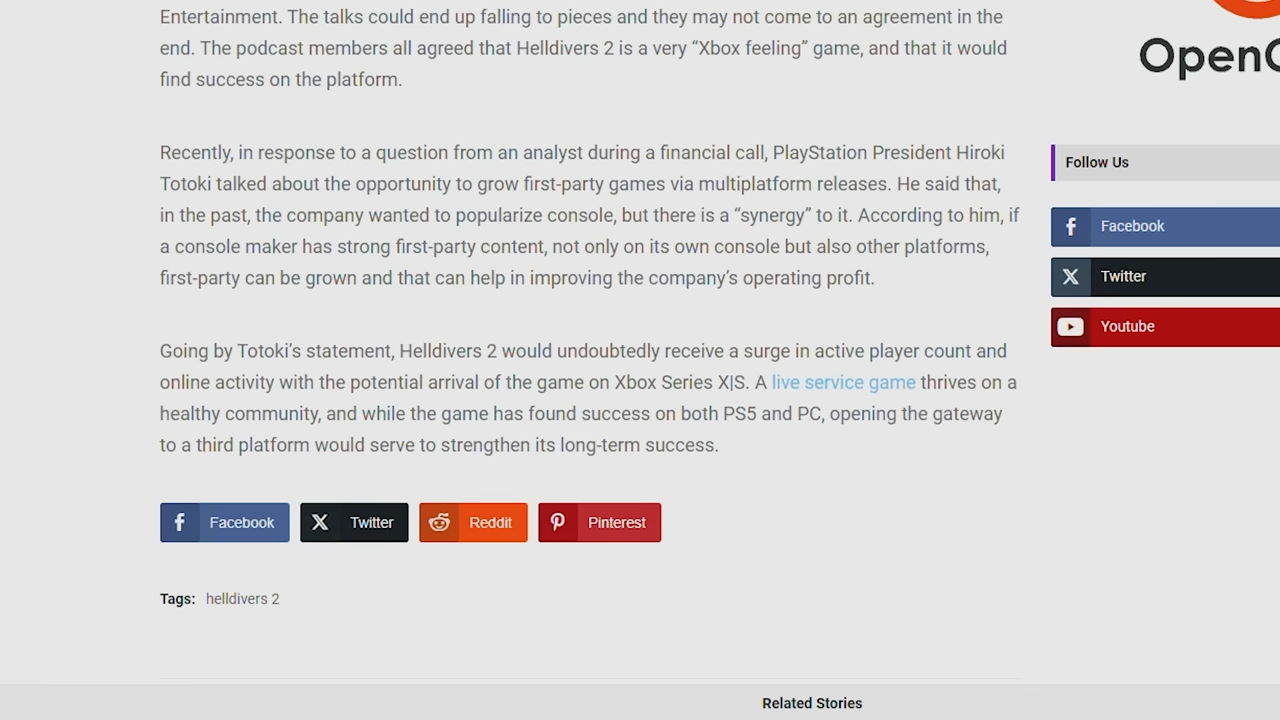 Entertainment. The talks could end up falling to pieces and they may not come to an agreement in the
end. The podcast members all agreed that Helldivers 2 is a very “Xbox feeling” game, and that it would
find success on the platform.
Recently, in response to a question from an analyst during a financial call, PlayStation President Hiroki
Totoki talked about the opportunity to grow first-party games via multiplatform releases. He said that,
in the past, the company wanted to popularize console, but there is a “synergy” to it. According to him, if
a console maker has strong first-party content, not only on its own console but also other platforms,
first-party can be grown and that can help in improving the company’s operating profit.
Going by Totoki’s statement, Helldivers 2 would undoubtedly receive a surge in active player count and
online activity with the potential arrival of the game on Xbox Series X|S. A live service game thrives on a
healthy community, and while the game has found success on both PS5 and PC, opening the gateway
to a third platform would serve to strengthen its long-term success.
Facebook Twitter Reddit Pinterest
Tags: helldivers 2
Related Stories
Open
Follow Us
Facebook
Twitter
Youtube